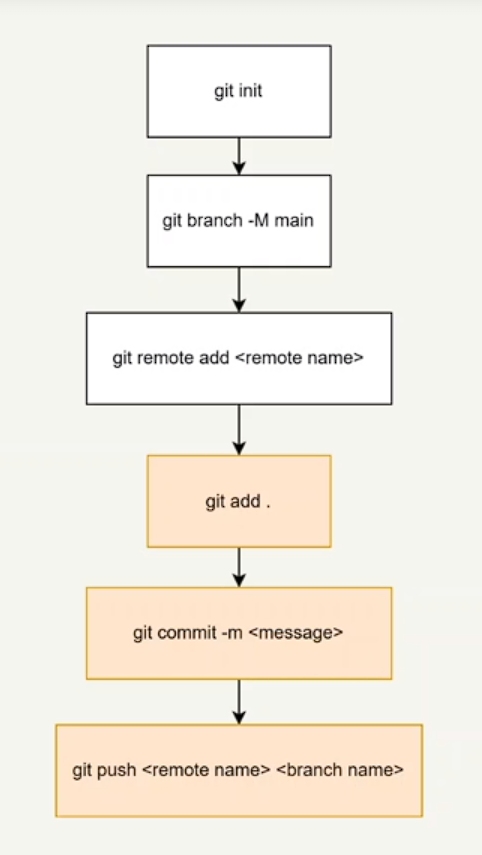 git init
git branch -M main
git remote add <remote name>
git add .
git commit -m <message>
git push <remote name> <branch name>